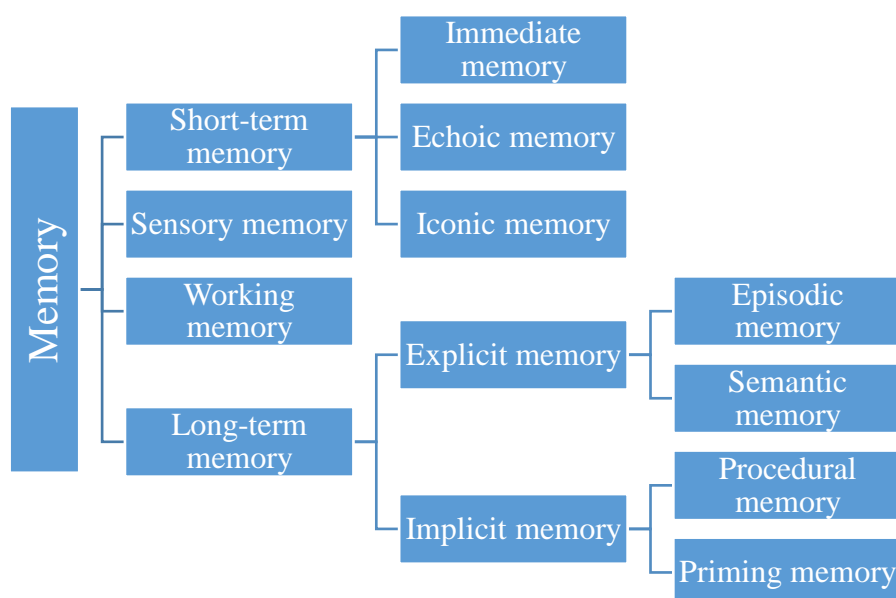 Memory
Short-term
memory
Immediate
memory
Echoic memory
Iconic memory
Sensory memory
Working
memory
Long-term
memory
Explicit memory
Episodic
memory
Semantic
memory
Implicit memory
Procedural
memory
Priming memory